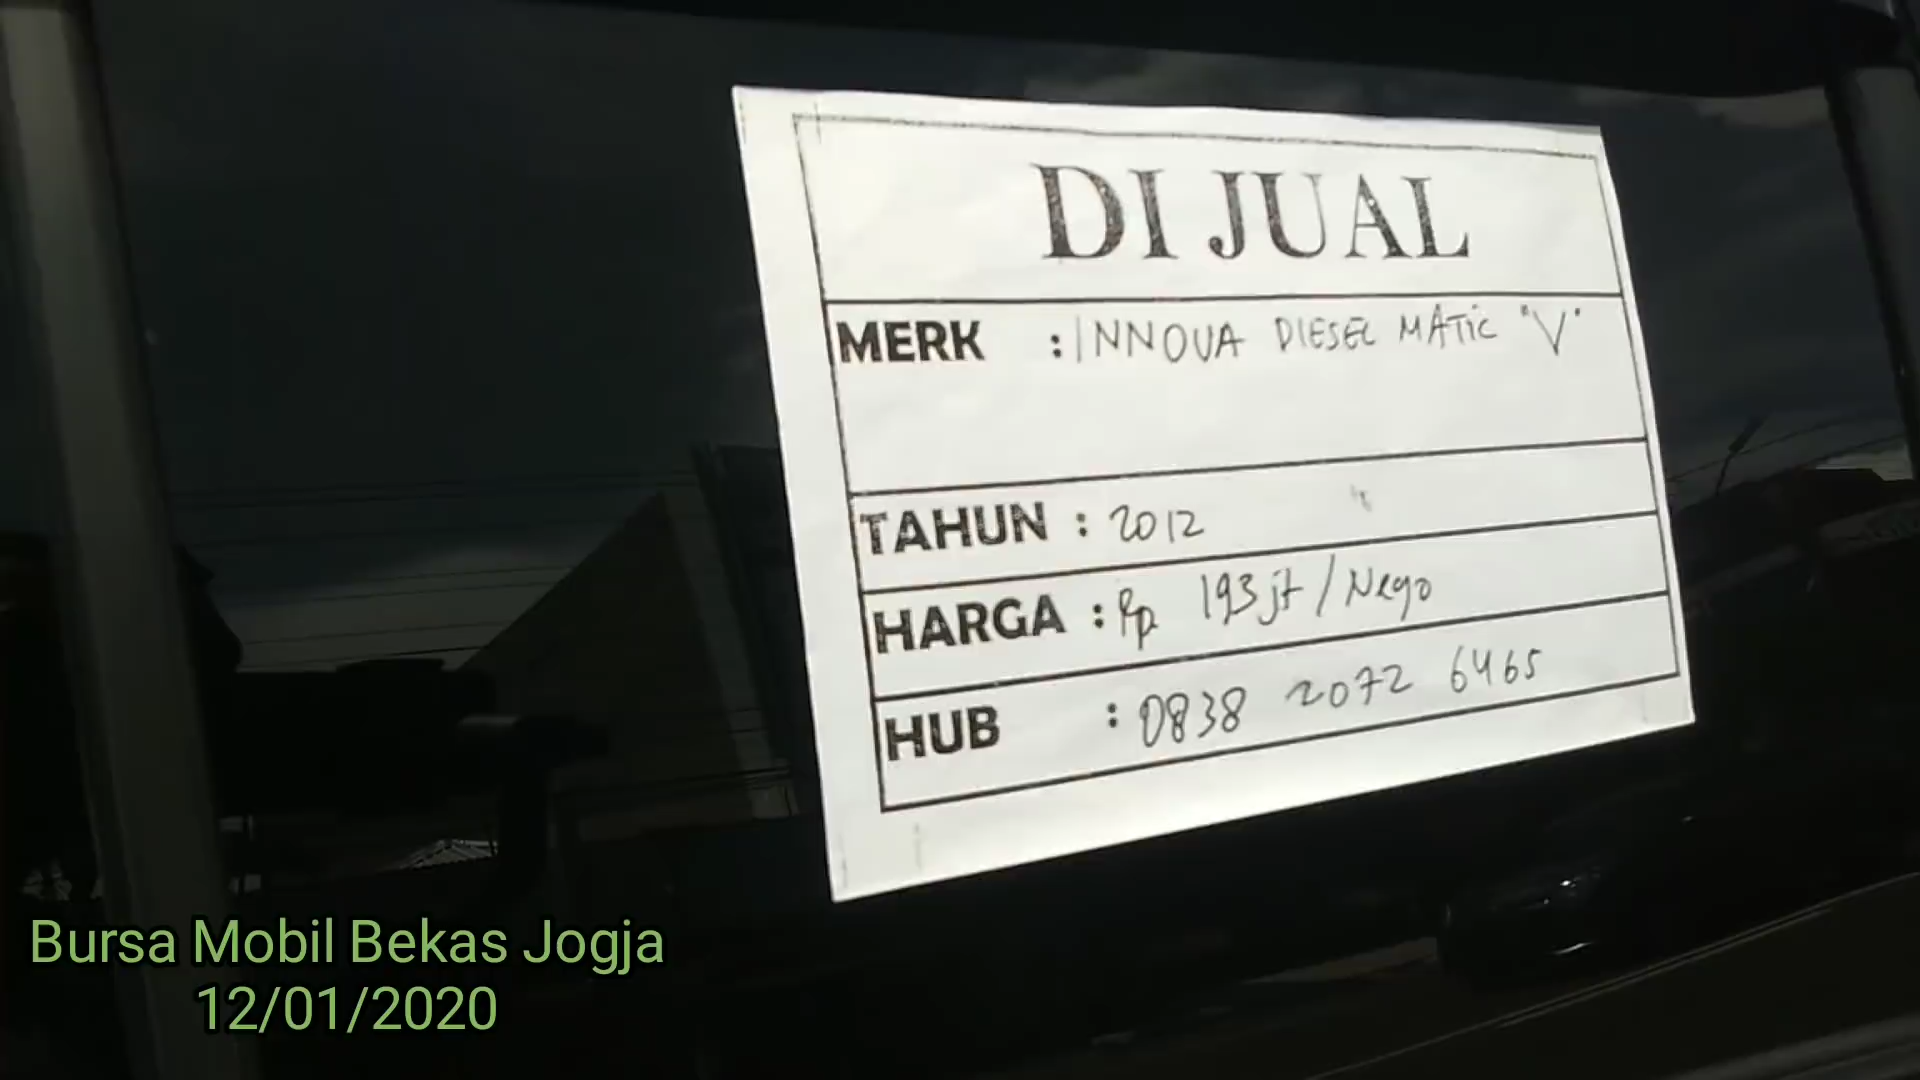 DI JUAL
MERK : INNOVA DIESEL MATIC "V"
TAHUN : 2012
HARGA : Rp 193 jt / Nego
HUB : 0838 2072 6465
Bursa Mobil Bekas Jogja
12/01/2020